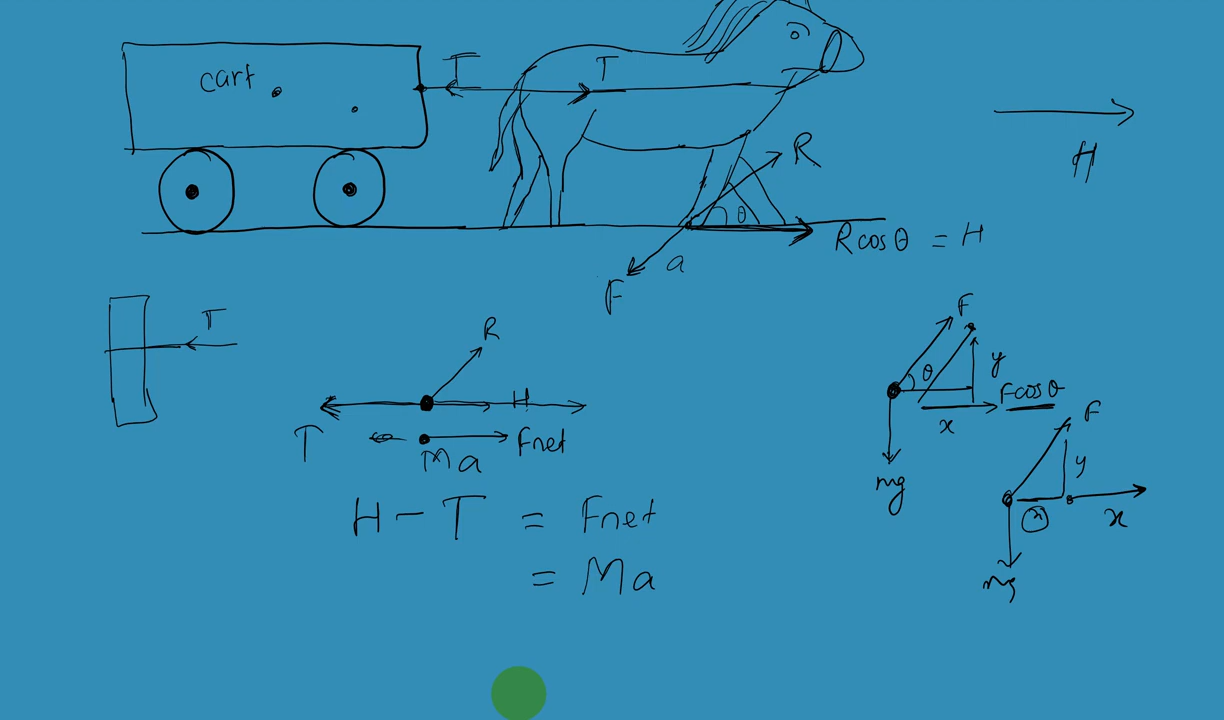 cart
T
T
H
R
θ
R cos θ = H
a
F
T
R
H
T
Fnet
Ma
H - T = Fnet
= Ma
F
θ
y
F cos θ
x
mg
F
y
x
x
mg